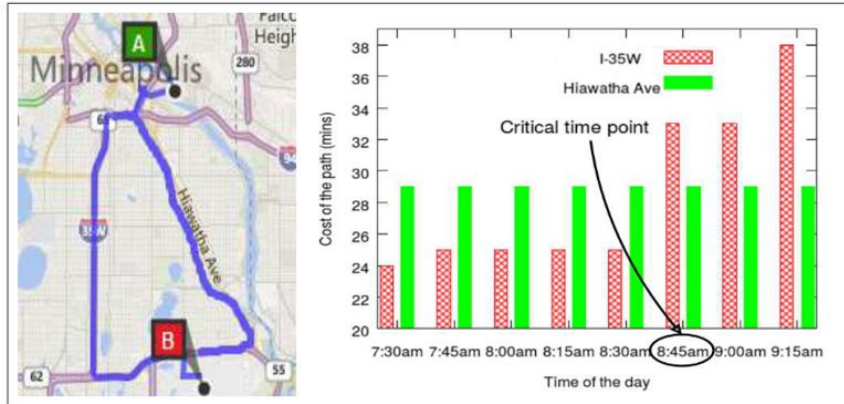 Falco
Heigh
A
280
Minneapolis
94
Hiawatha Ave
35W
B
62
55
I-35W
Hiawatha Ave
Critical time point
Cost of the path (mins)
38
36
34
32
30
28
26
24
22
20
7:30am 7:45am 8:00am 8:15am 8:30am 8:45am 9:00am 9:15am
Time of the day